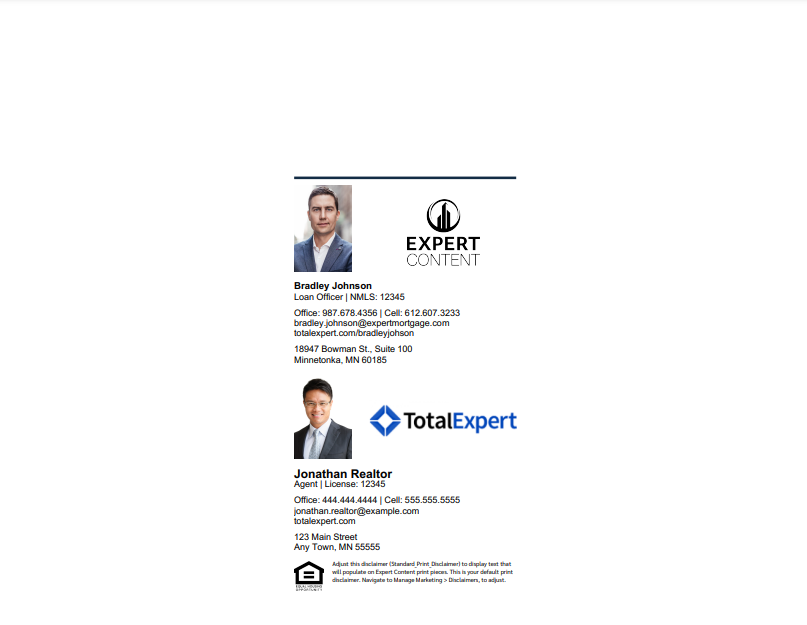 EXPERT
CONTENT
Bradley Johnson
Loan Officer | NMLS: 12345
Office: 987.678.4356 | Cell: 612.607.3233
bradley.johnson@expertmortgage.com
totalexpert.com/bradleyjohson
18947 Bowman St., Suite 100
Minnetonka, MN 60185
TotalExpert
Jonathan Realtor
Agent | License: 12345
Office: 444.444.4444 | Cell: 555.555.5555
jonathan.realtor@example.com
totalexpert.com
123 Main Street
Any Town, MN 55555
Adjust this disclaimer (Standard_Print_Disclaimer) to display text that
will populate on Expert Content print pieces. This is your default print
disclaimer. Navigate to Manage Marketing > Disclaimers, to adjust.
EQUAL HOUSING
OPPORTUNITY